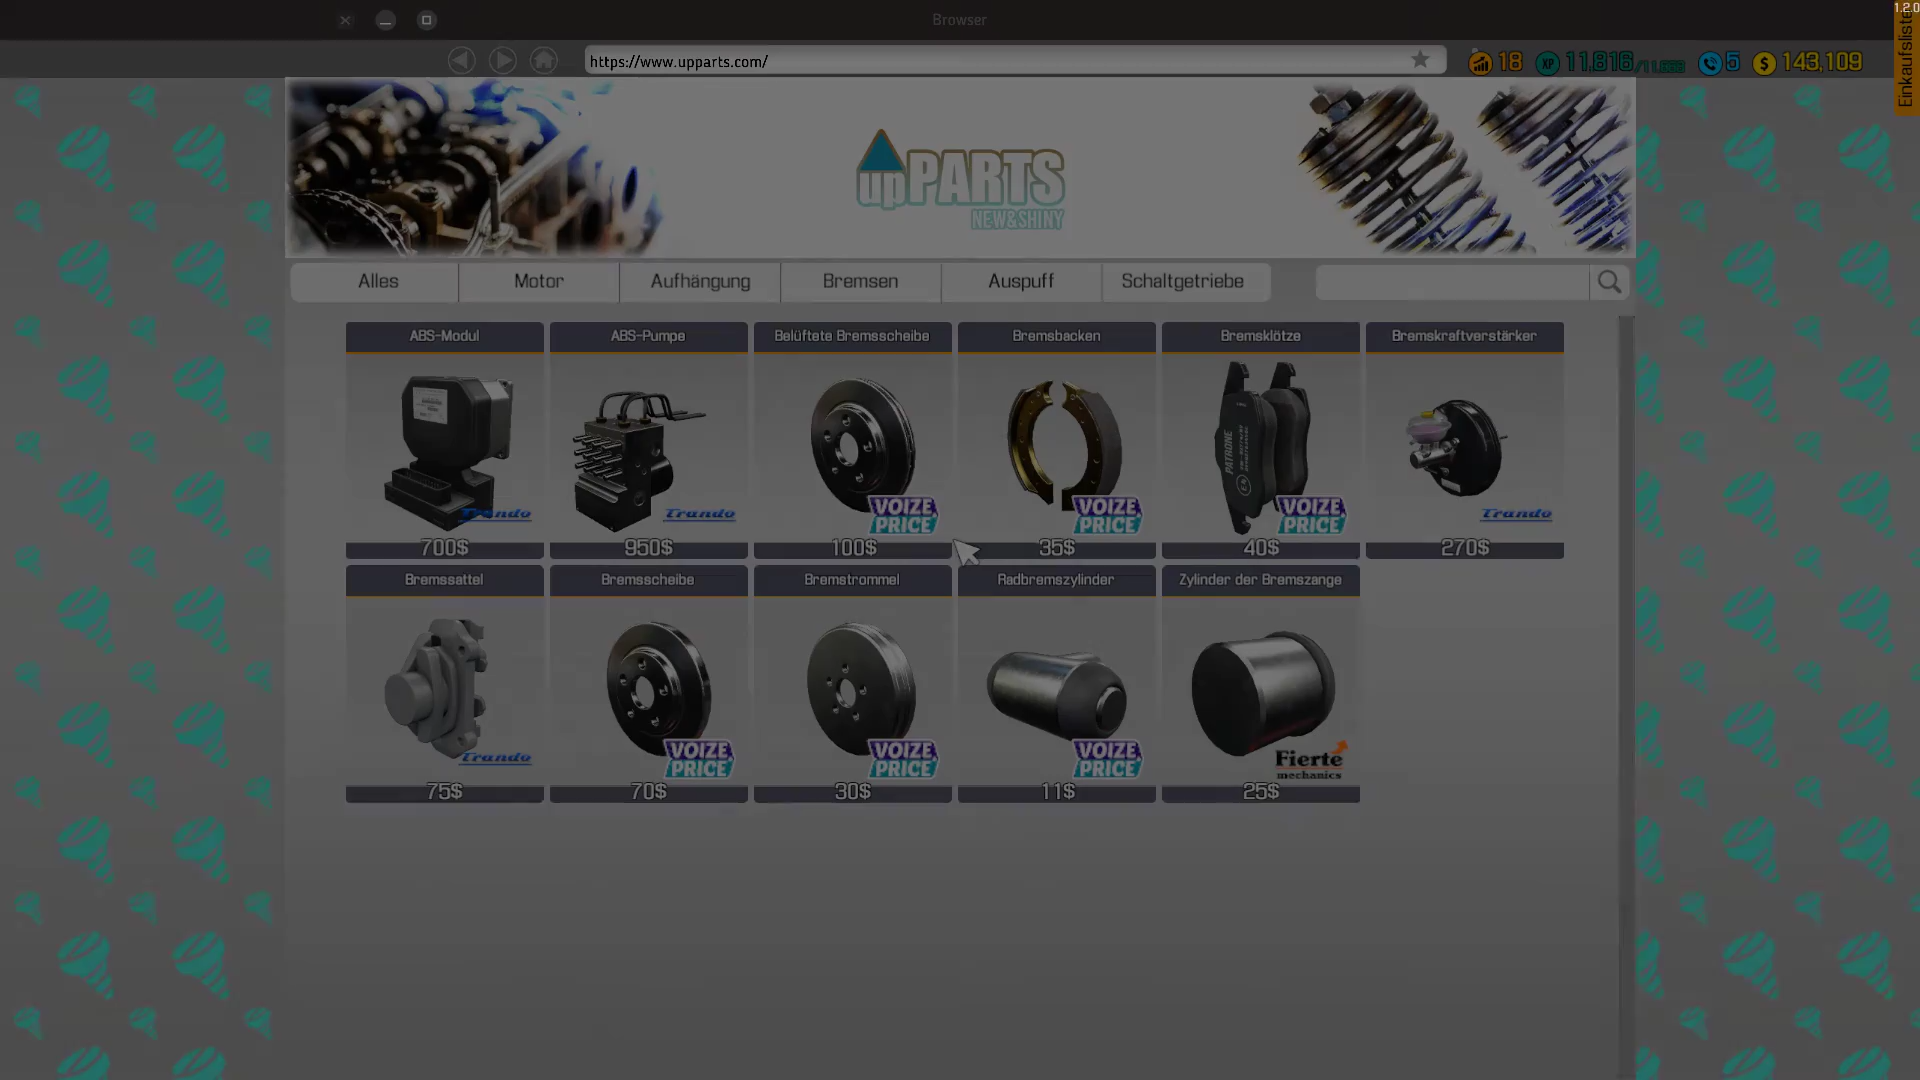 1.2.0
Browser
https://www.upparts.com/
18
XP
11,816
5
$
143,109
Einkaufsliste
upPARTS
NEW&SHINY
Alles
Motor
Aufhängung
Bremsen
Auspuff
Schaltgetriebe
ABS-Modul
ABS-Pumpe
Belüftete Bremsscheibe
Bremsbacken
Bremsklötze
Bremskraftverstärker
Trando
Trando
VOIZE
PRICE
VOIZE
PRICE
PATRONE
VOIZE
PRICE
Trando
700$
950$
100$
35$
40$
270$
Bremssattel
Bremsscheibe
Bremstrommel
Radbremszylinder
Zylinder der Bremszange
Trando
VOIZE
PRICE
VOIZE
PRICE
VOIZE
PRICE
Fierte
mechanics
75$
70$
30$
11$
25$